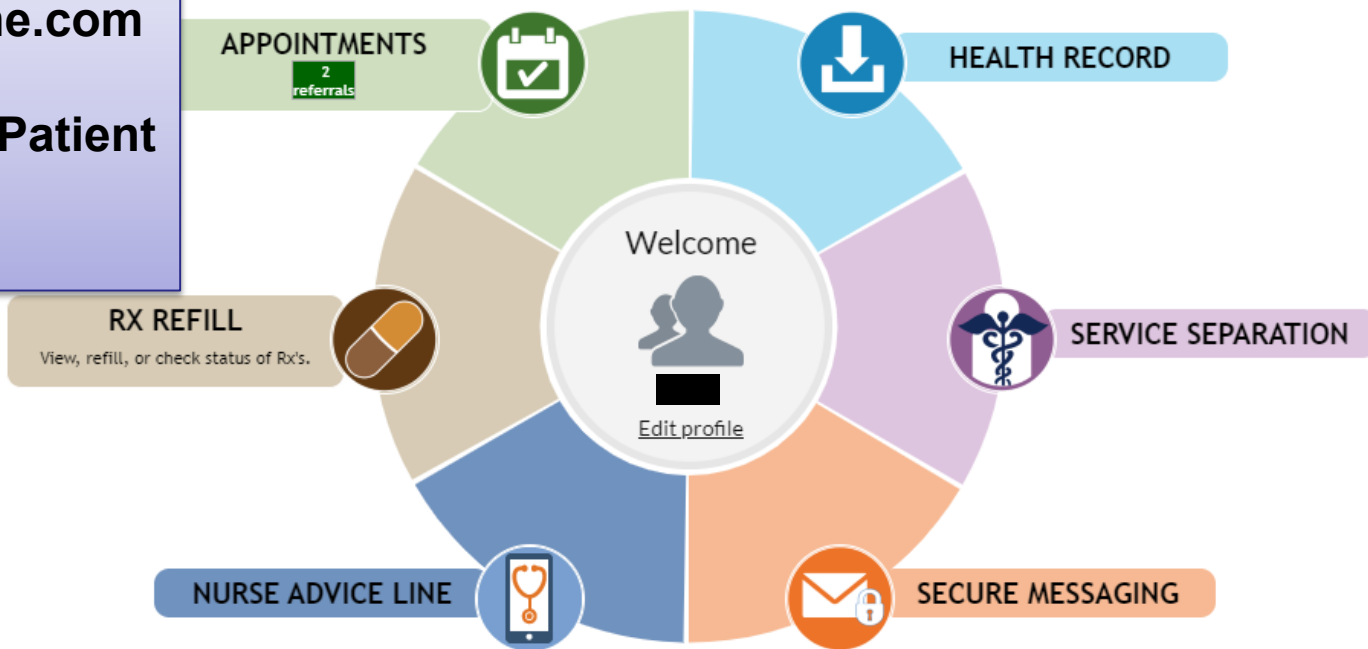 ne.com
Patient
APPOINTMENTS
2
referrals
HEALTH RECORD
Welcome
RX REFILL
View, refill, or check status of Rx's.
SERVICE SEPARATION
Edit profile
NURSE ADVICE LINE
SECURE MESSAGING